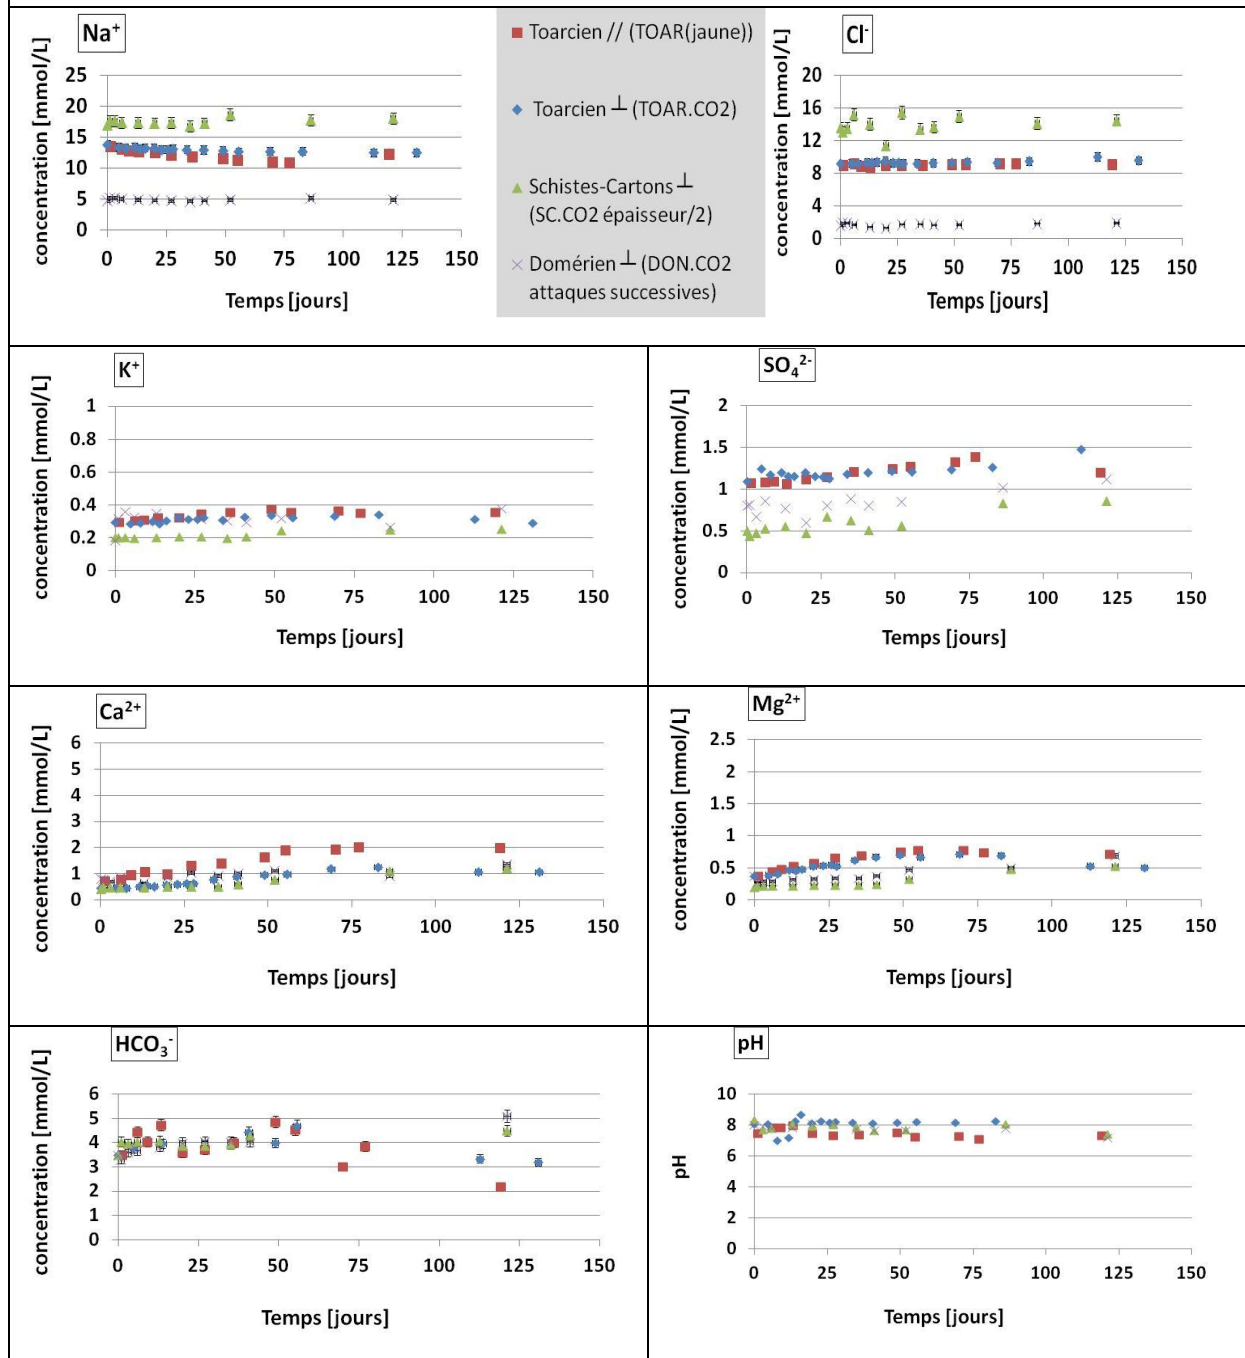 Na⁺
concentration [mmol/L]
25
20
15
10
5
0
0 25 50 75 100 125 150
Temps [jours]
Toarcien // (TOAR(jaune))
Toarcien ⊥ (TOAR.CO2)
Schistes-Cartons ⊥
(SC.CO2 épaisseur/2)
Domérien ⊥ (DON.CO2
attaques successives)
Cl⁻
concentration [mmol/L]
20
16
12
8
4
0
0 25 50 75 100 125 150
Temps [jours]
K⁺
concentration [mmol/L]
1
0.8
0.6
0.4
0.2
0
0 25 50 75 100 125 150
Temps [jours]
SO₄²⁻
concentration [mmol/L]
2
1.5
1
0.5
0
0 25 50 75 100 125 150
Temps [jours]
Ca²⁺
concentration [mmol/L]
6
5
4
3
2
1
0
0 25 50 75 100 125 150
Temps [jours]
Mg²⁺
concentration [mmol/L]
2.5
2
1.5
1
0.5
0
0 25 50 75 100 125 150
Temps [jours]
HCO₃⁻
concentration [mmol/L]
6
5
4
3
2
1
0
0 25 50 75 100 125 150
Temps [jours]
pH
pH
10
8
6
4
2
0
0 25 50 75 100 125 150
Temps [jours]